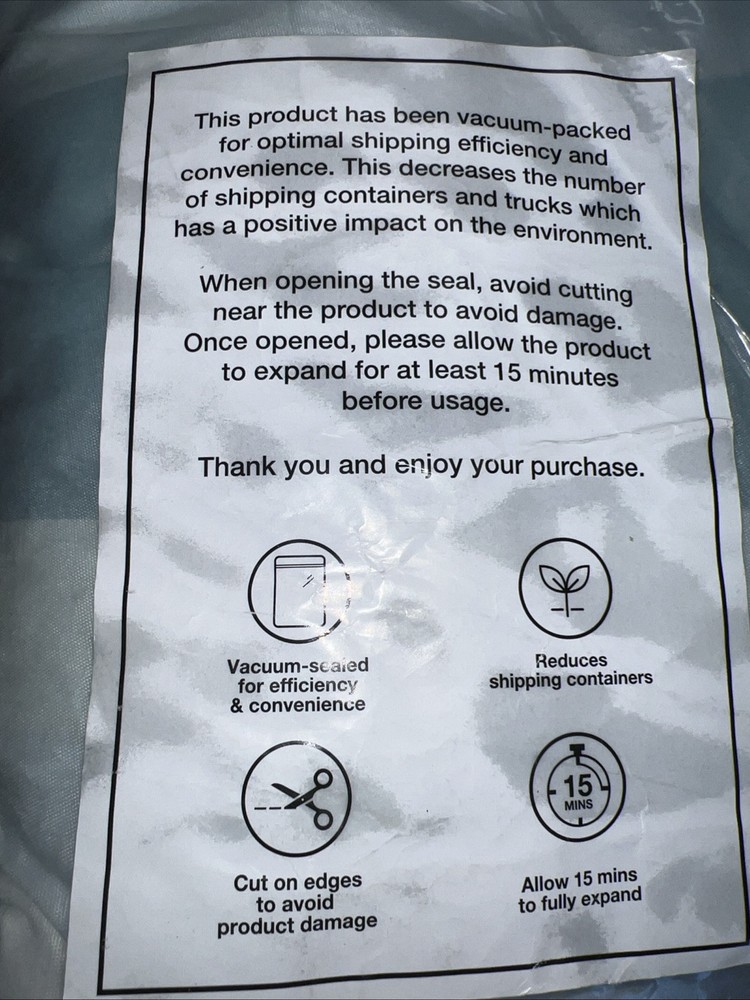 This product has been vacuum-packed
for optimal shipping efficiency and
convenience. This decreases the number
of shipping containers and trucks which
has a positive impact on the environment.
When opening the seal, avoid cutting
near the product to avoid damage.
Once opened, please allow the product
to expand for at least 15 minutes
before usage.
Thank you and enjoy your purchase.
Vacuum-sealed
for efficiency
& convenience
Reduces
shipping containers
Cut on edges
to avoid
product damage
15
MINS
Allow 15 mins
to fully expand